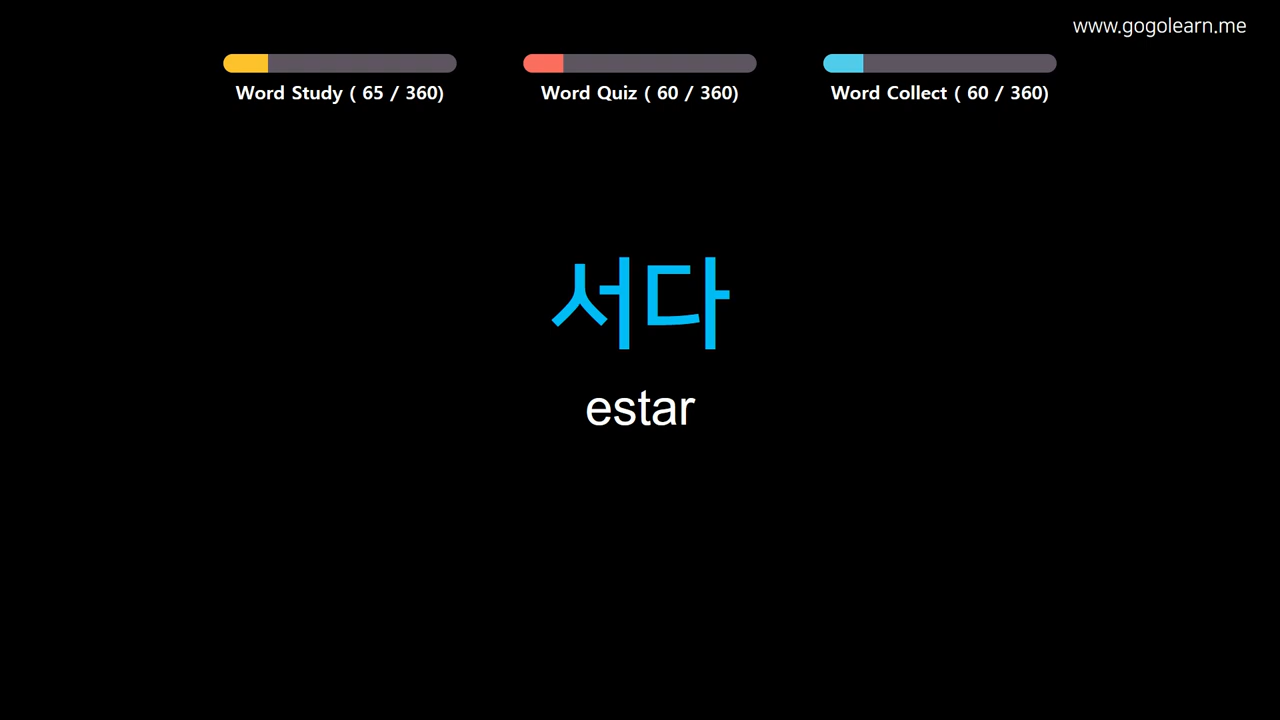 www.gogolearn.me
Word Study ( 65 / 360)
Word Quiz ( 60 / 360)
Word Collect ( 60 / 360)
서다
estar